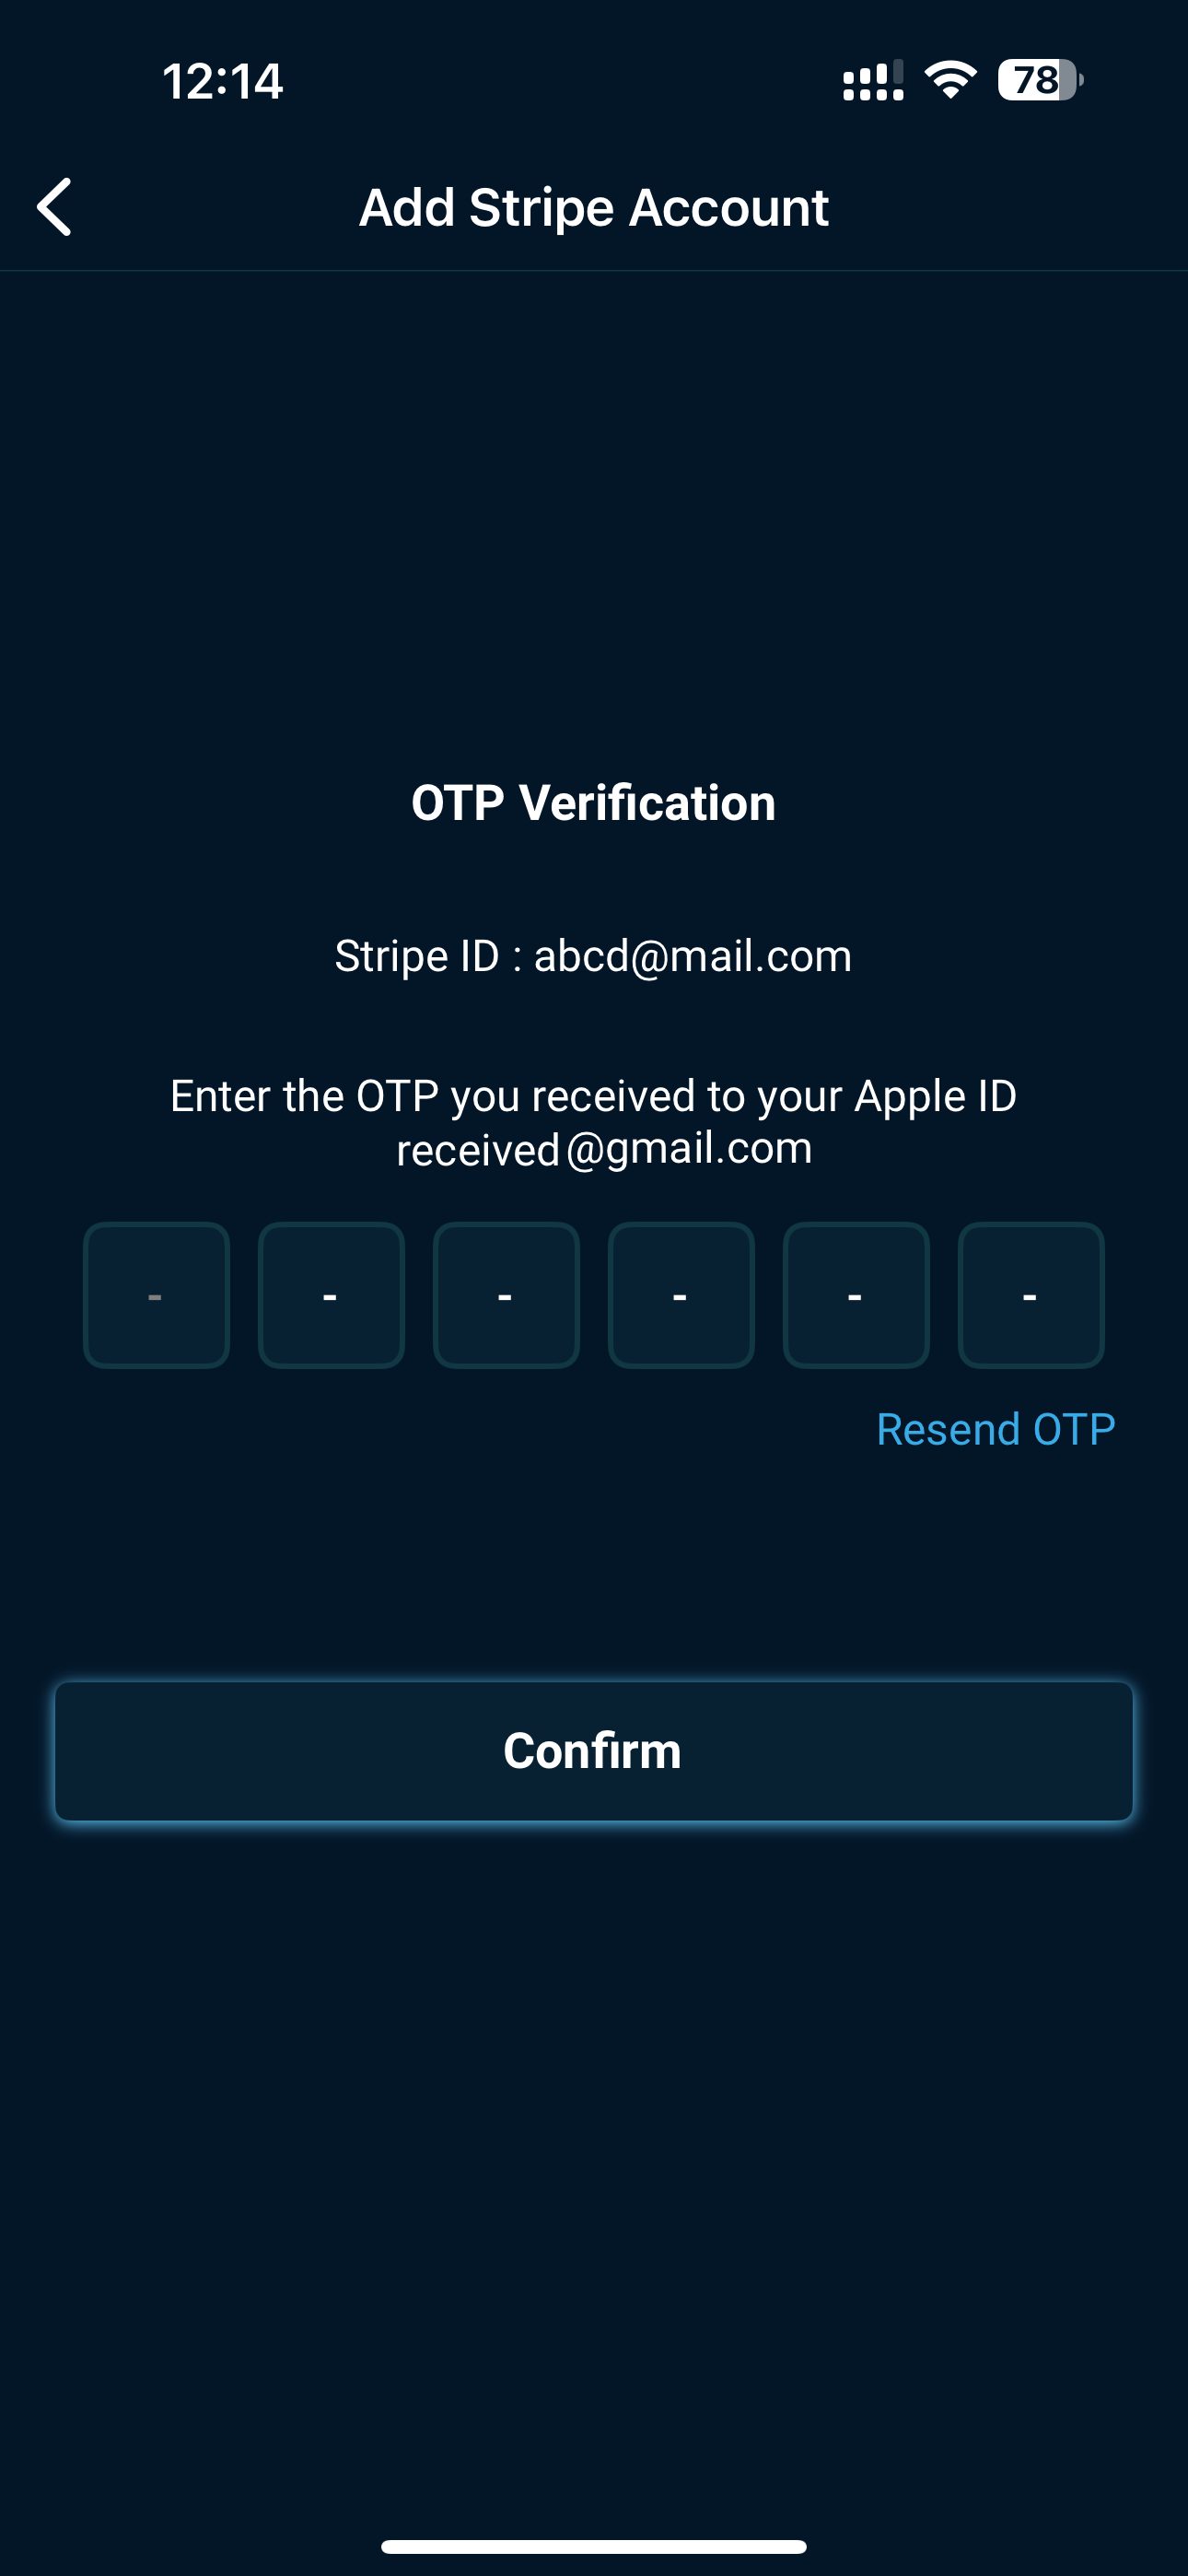 12:14
78
Add Stripe Account
OTP Verification
Stripe ID : abcd@mail.com
Enter the OTP you received to your Apple ID
received@gmail.com
- - - - - -
Resend OTP
Confirm